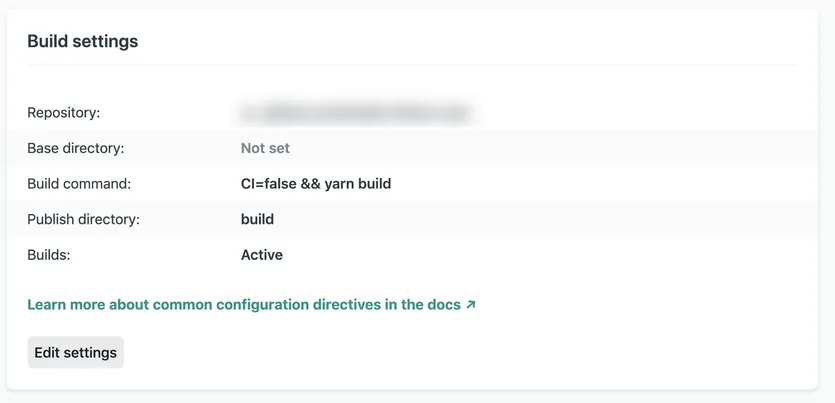 Build settings
Repository:
Base directory: Not set
Build command: CI=false && yarn build
Publish directory: build
Builds: Active
Learn more about common configuration directives in the docs ↗
Edit settings